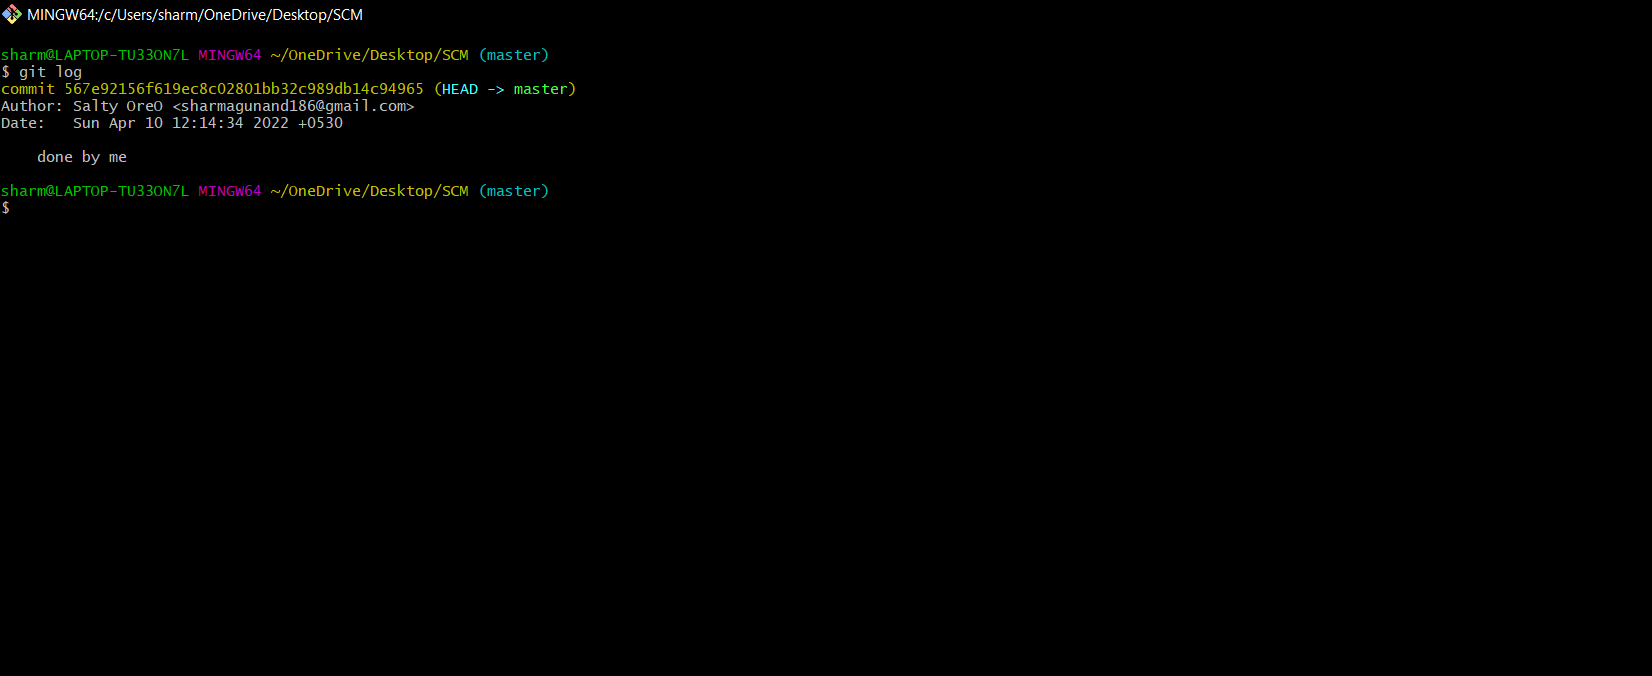 MINGW64:/c/Users/sharm/OneDrive/Desktop/SCM
sharm@LAPTOP-TU33ON7L MINGW64 ~/OneDrive/Desktop/SCM (master)
$ git log
commit 567e92156f619ec8c02801bb32c989db14c94965 (HEAD -> master)
Author: Salty OreO <sharmagunand186@gmail.com>
Date:   Sun Apr 10 12:14:34 2022 +0530
    done by me
sharm@LAPTOP-TU33ON7L MINGW64 ~/OneDrive/Desktop/SCM (master)
$